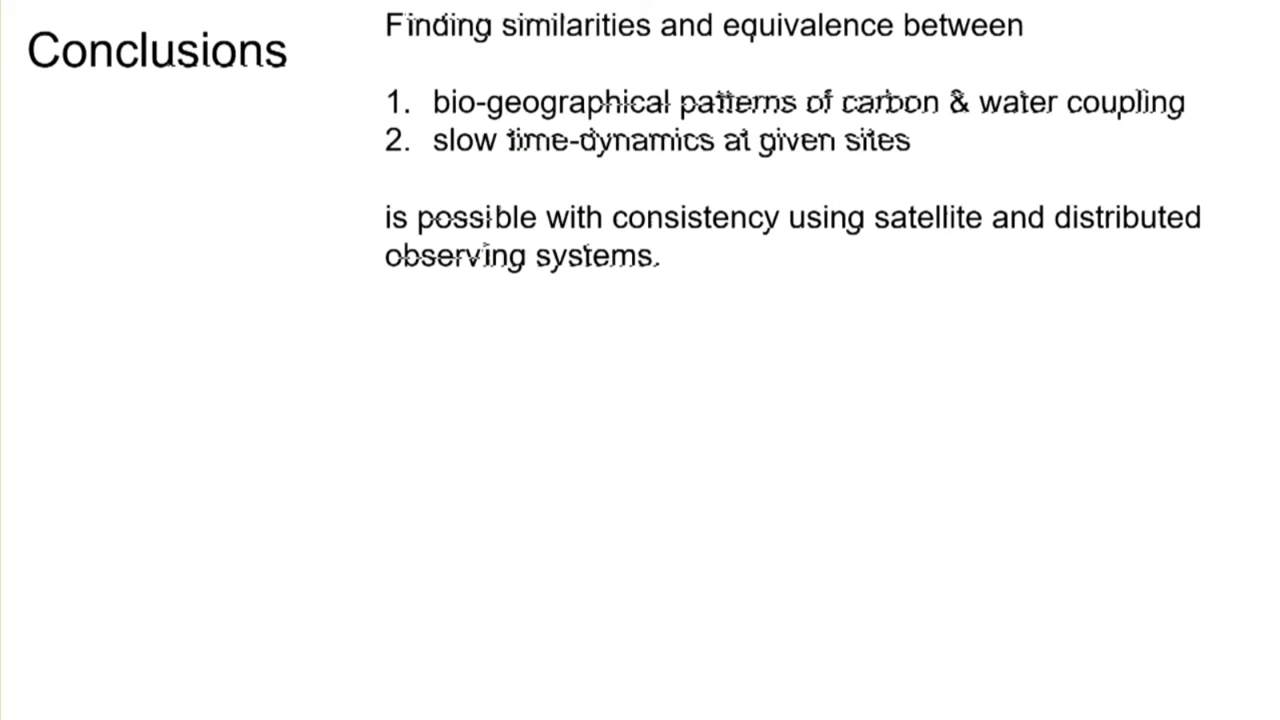 Conclusions
Finding similarities and equivalence between
1. bio-geographical patterns of carbon & water coupling
2. slow time-dynamics at given sites
is possible with consistency using satellite and distributed
observing systems.